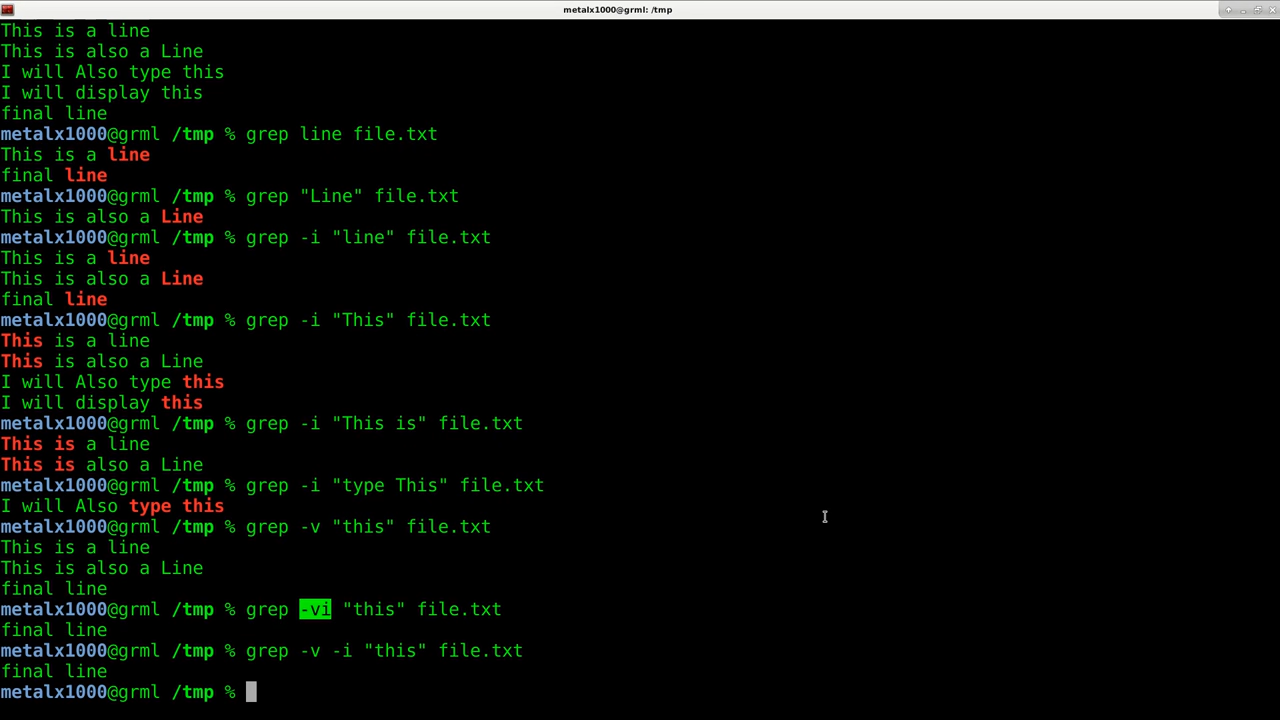 metalx1000@grml: /tmp
This is a line
This is also a Line
I will Also type this
I will display this
final line
metalx1000@grml /tmp % grep line file.txt
This is a line
final line
metalx1000@grml /tmp % grep "Line" file.txt
This is also a Line
metalx1000@grml /tmp % grep -i "line" file.txt
This is a line
This is also a Line
final line
metalx1000@grml /tmp % grep -i "This" file.txt
This is a line
This is also a Line
I will Also type this
I will display this
metalx1000@grml /tmp % grep -i "This is" file.txt
This is a line
This is also a Line
metalx1000@grml /tmp % grep -i "type This" file.txt
I will Also type this
metalx1000@grml /tmp % grep -v "this" file.txt
This is a line
This is also a Line
final line
metalx1000@grml /tmp % grep -vi "this" file.txt
final line
metalx1000@grml /tmp % grep -v -i "this" file.txt
final line
metalx1000@grml /tmp %